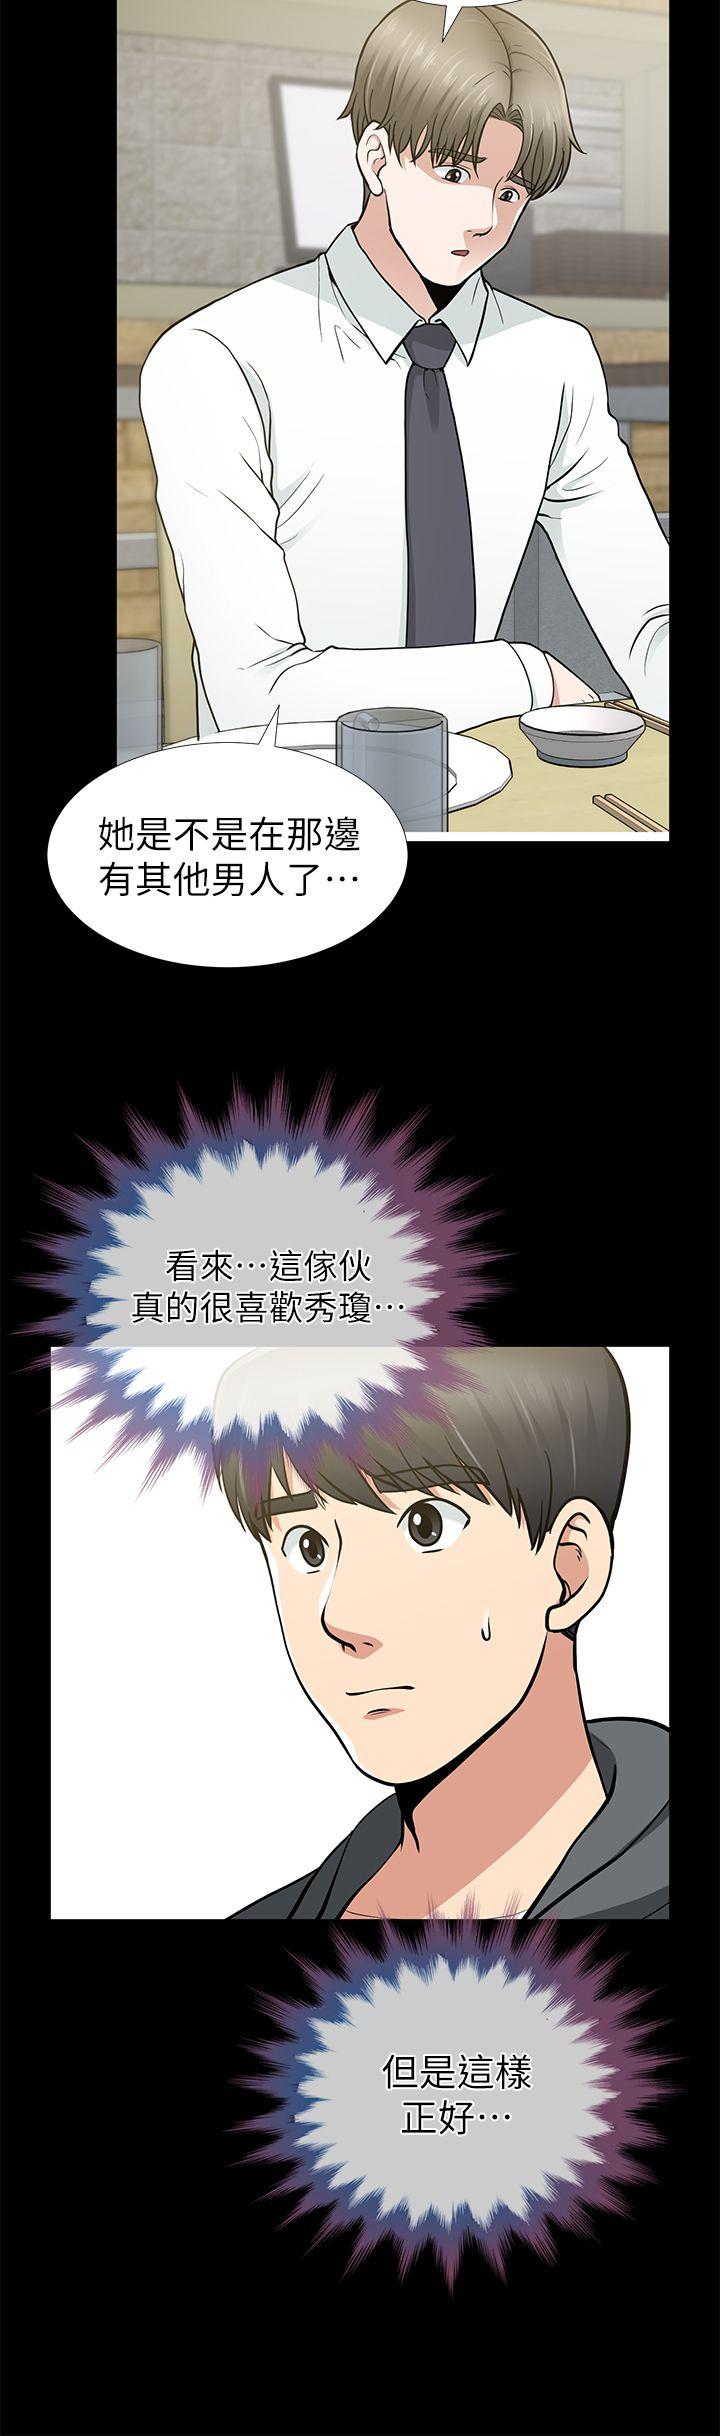 她是不是在那邊
有其他男人了…
看來…這傢伙
真的很喜歡秀瓊…
但是這樣
正好…